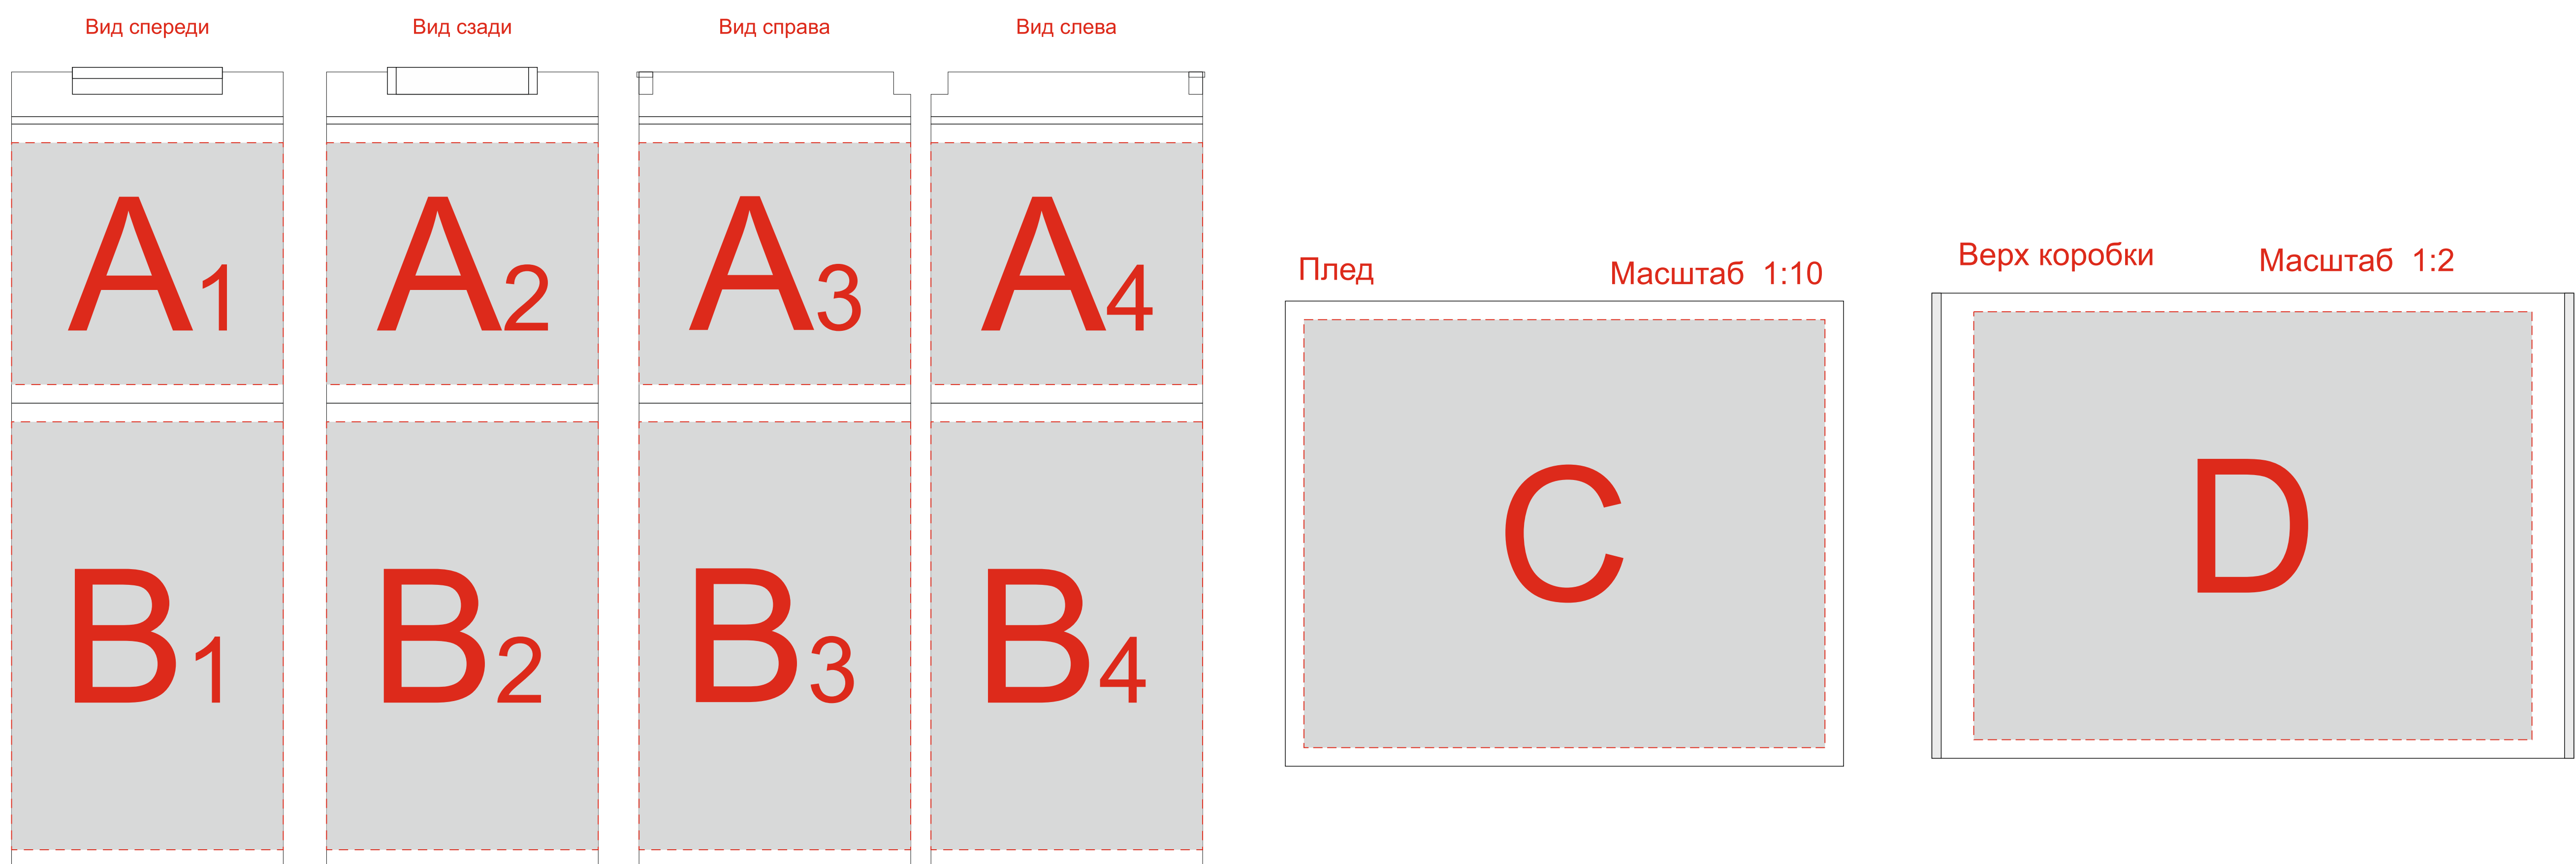 Вид спереди
Вид сзади
Вид справа
Вид слева
A1
A2
A3
A4
B1
B2
B3
B4
Плед
Масштаб 1:10
C
Верх коробки
Масштаб 1:2
D